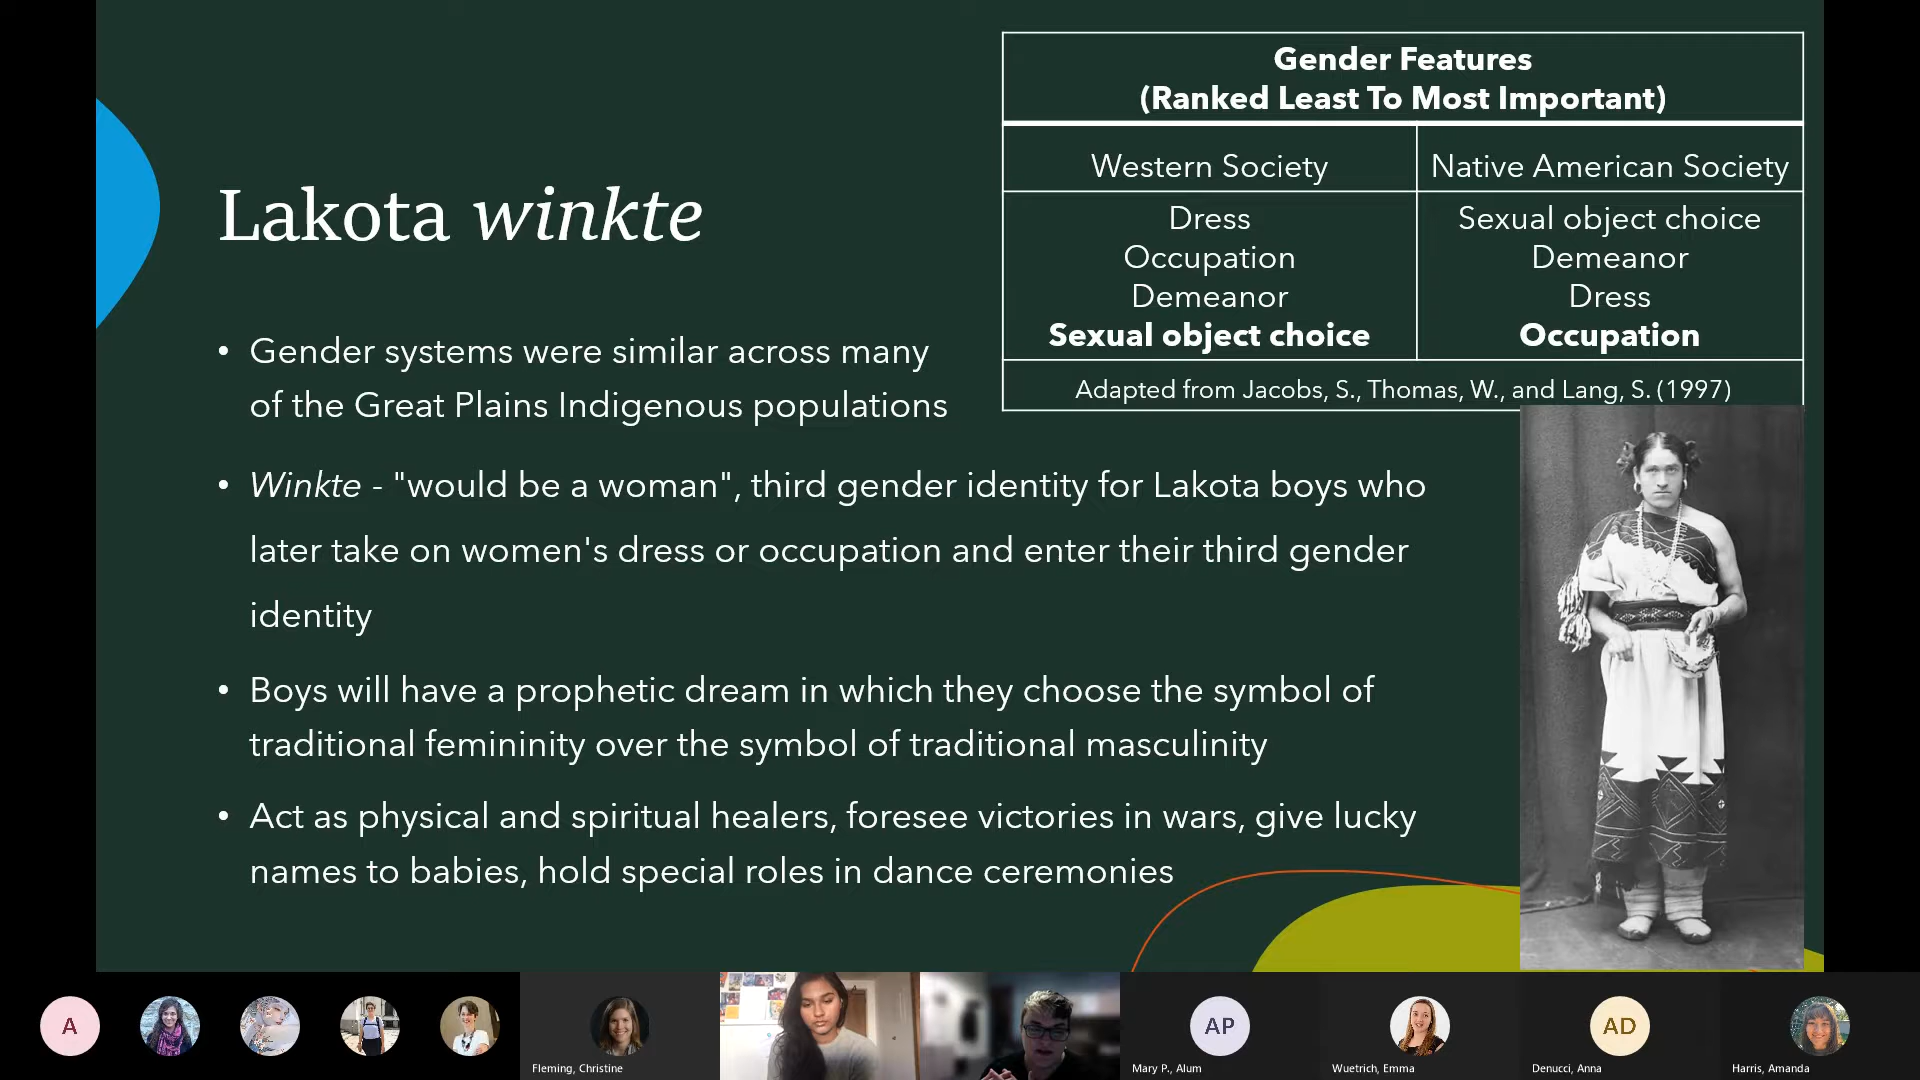 Gender Features
(Ranked Least To Most Important)
Western Society
Native American Society
Dress
Occupation
Demeanor
Sexual object choice
Sexual object choice
Demeanor
Dress
Occupation
Adapted from Jacobs, S., Thomas, W., and Lang, S. (1997)
Lakota winkte
• Gender systems were similar across many
of the Great Plains Indigenous populations
• Winkte - "would be a woman", third gender identity for Lakota boys who
later take on women's dress or occupation and enter their third gender
identity
• Boys will have a prophetic dream in which they choose the symbol of
traditional femininity over the symbol of traditional masculinity
• Act as physical and spiritual healers, foresee victories in wars, give lucky
names to babies, hold special roles in dance ceremonies
A
Fleming, Christine
AP
Mary P., Alum
Wuetrich, Emma
AD
Denucci, Anna
Harris, Amanda